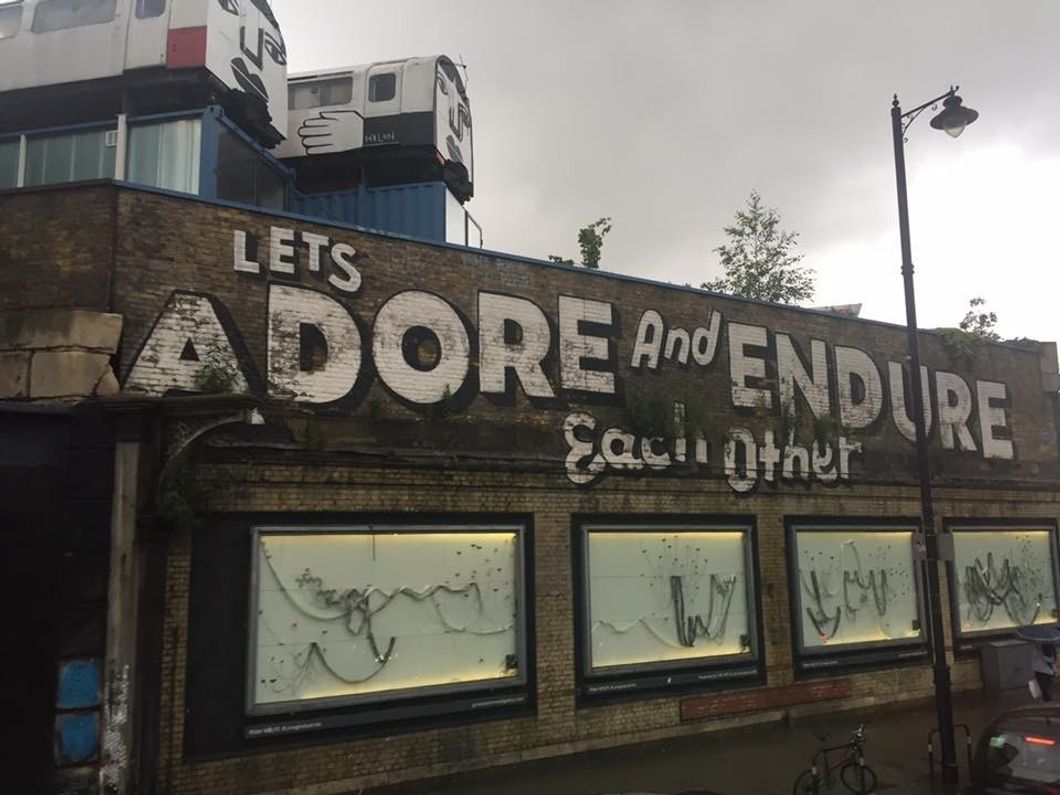 LETS
ADORE And ENDURE
Each Other